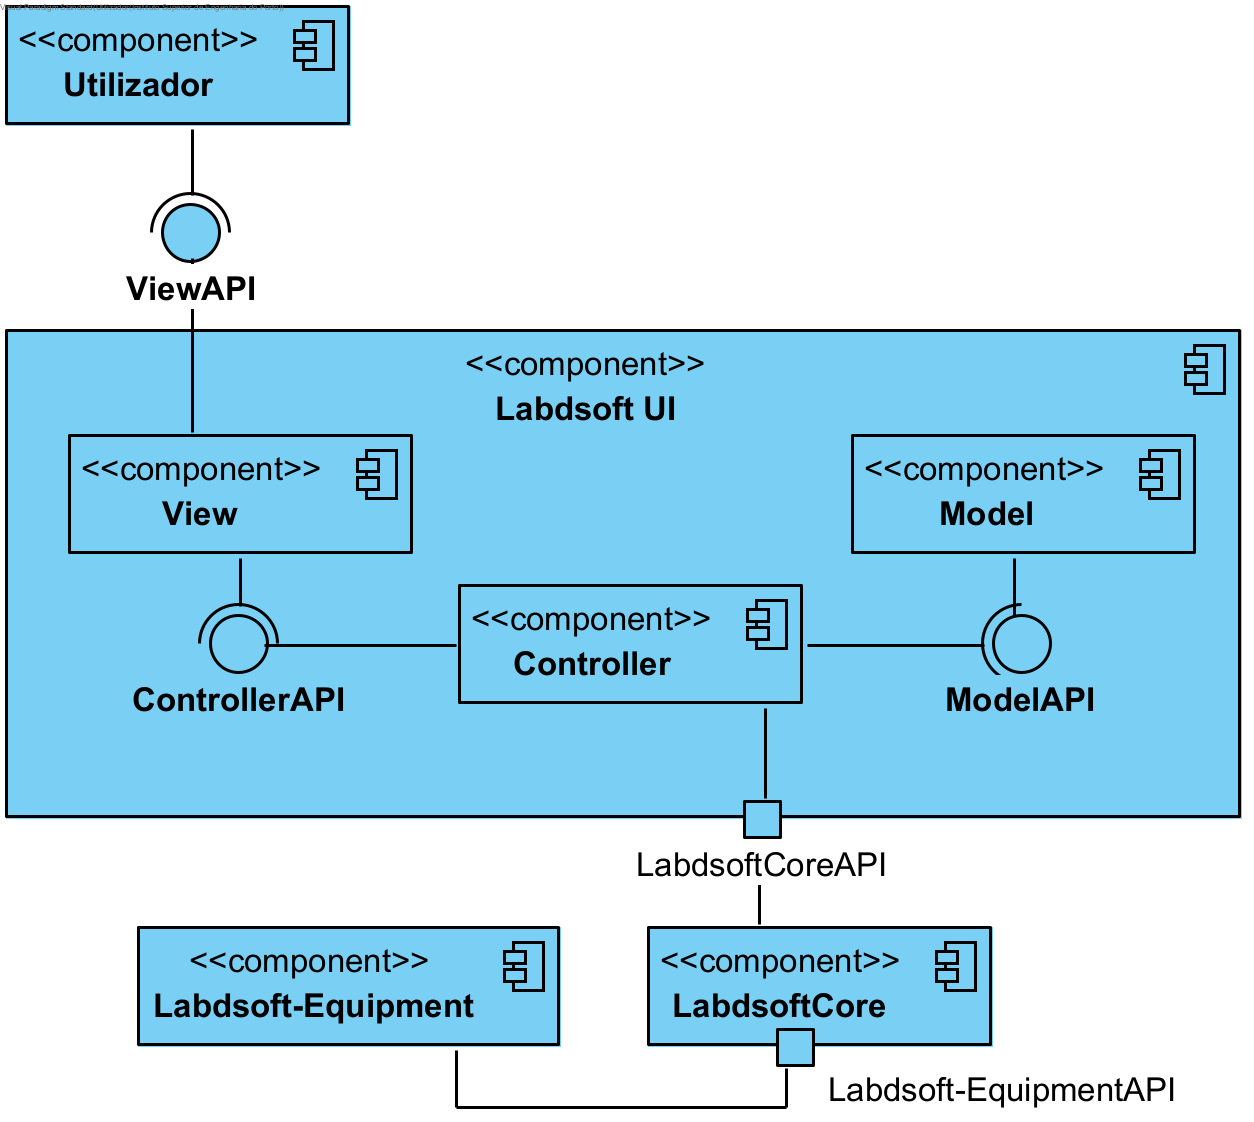 <<component>>
Utilizador
ViewAPI
<<component>>
Labdsoft UI
<<component>>
View
<<component>>
Model
<<component>>
Controller
ControllerAPI
ModelAPI
LabdsoftCoreAPI
<<component>>
Labdsoft-Equipment
<<component>>
LabdsoftCore
Labdsoft-EquipmentAPI